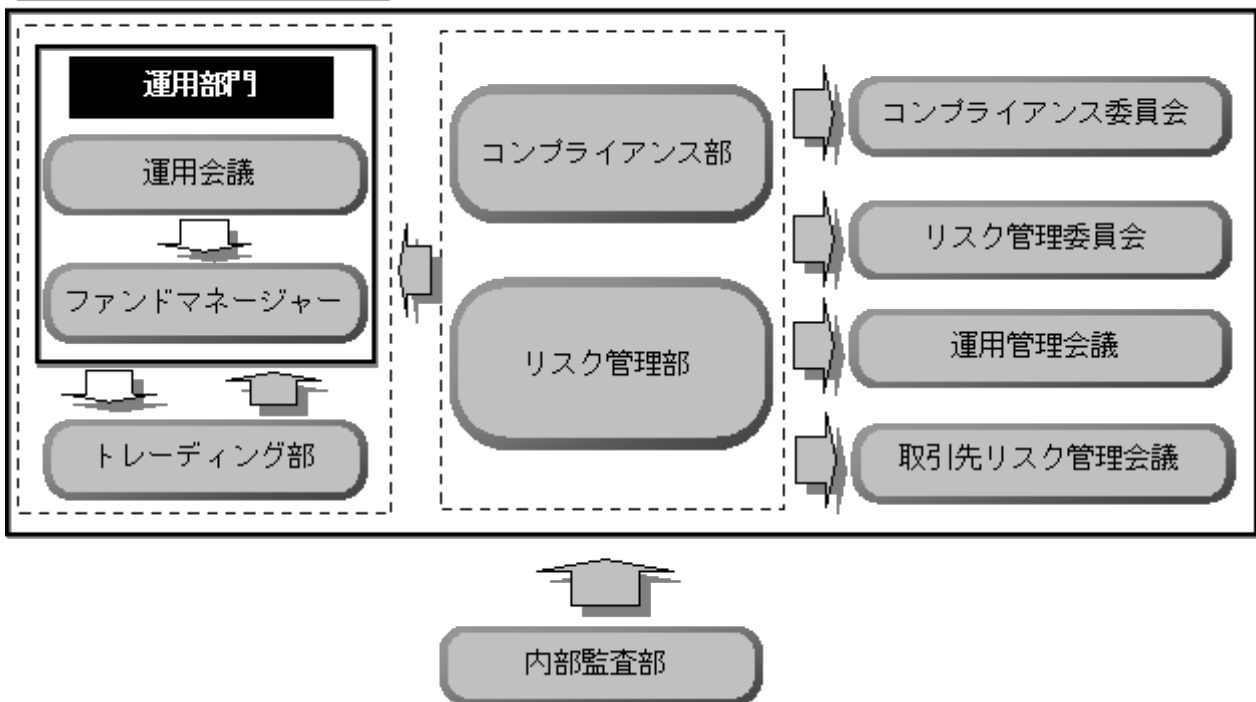 運用部門
運用会議
ファンドマネージャー
トレーディング部
コンプライアンス部
リスク管理部
コンプライアンス委員会
リスク管理委員会
運用管理会議
取引先リスク管理会議
内部監査部